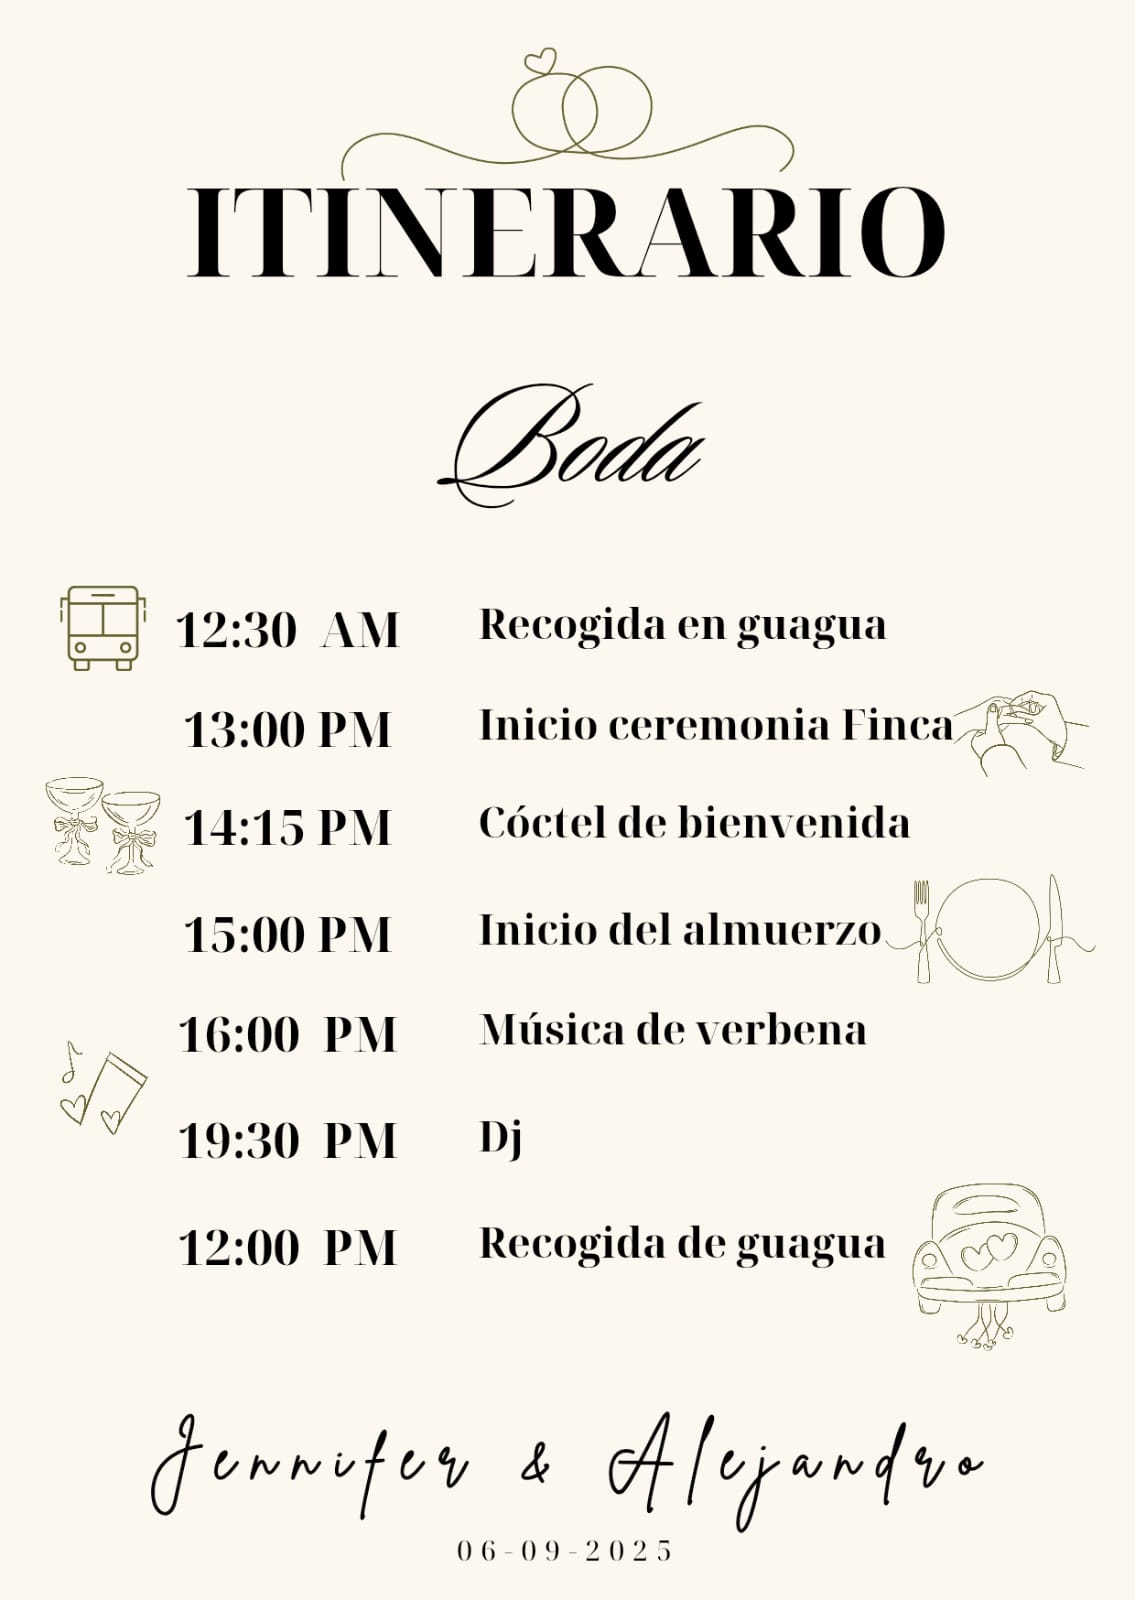 ITINERARIO
Boda
12:30 AM Recogida en guagua
13:00 PM Inicio ceremonia Finca
14:15 PM Cóctel de bienvenida
15:00 PM Inicio del almuerzo
16:00 PM Música de verbena
19:30 PM Dj
12:00 PM Recogida de guagua
Jennifer & Alejandro
06-09-2025